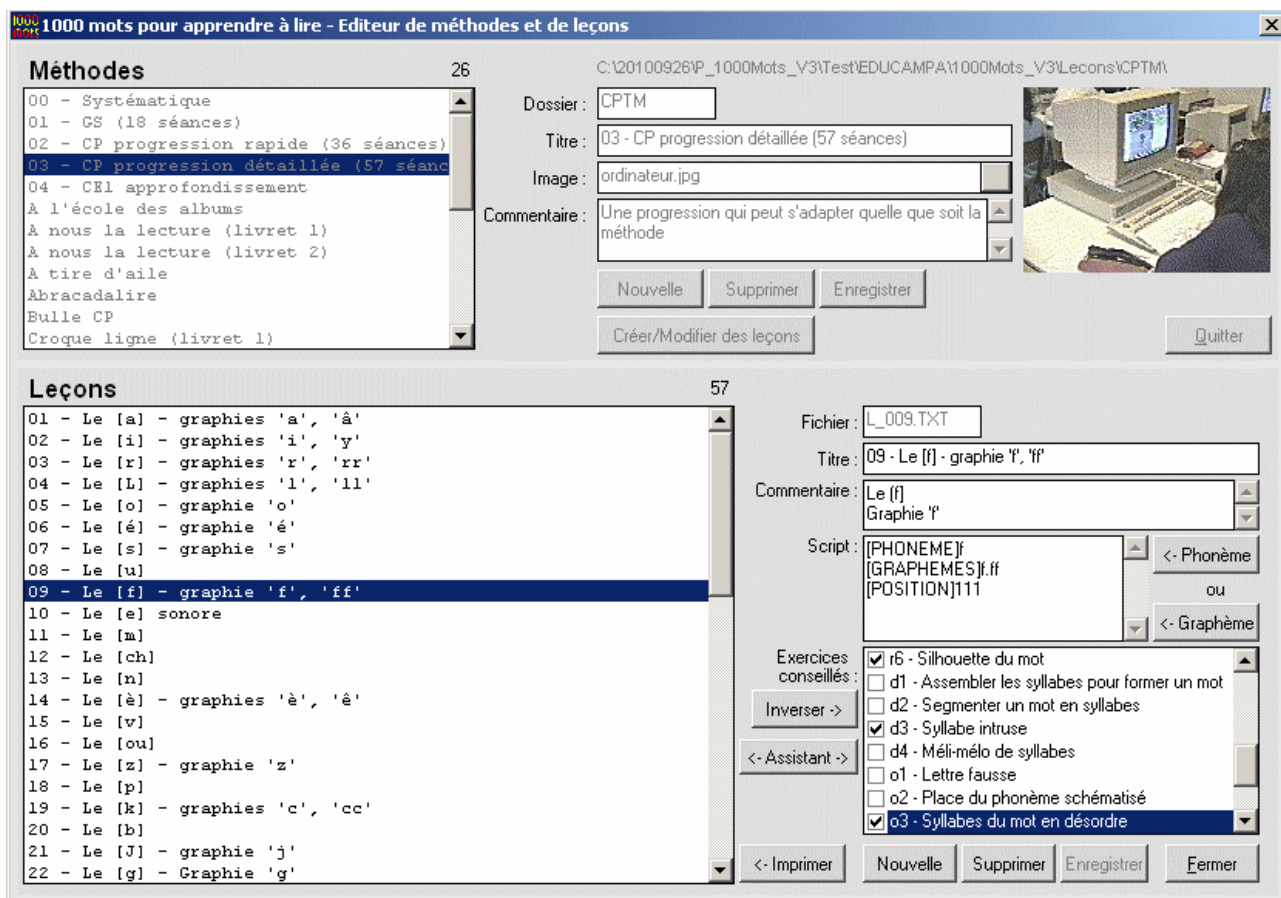 1000 mots pour apprendre à lire - Editeur de méthodes et de leçons
Méthodes 26
00 - Systématique
01 - GS (18 séances)
02 - CP progression rapide (36 séances)
03 - CP progression détaillée (57 séanc
04 - CE1 approfondissement
A l'école des albums
A nous la lecture (livret 1)
A nous la lecture (livret 2)
A tire d'aile
Abracadalire
Bulle CP
Croque ligne (livret 1)
C:\20100926\P_1000Mots_V3\Test\EDUCAMPA\1000Mots_V3\Lecons\CPTM\
Dossier : CPTM
Titre : 03 - CP progression détaillée (57 séances)
Image : ordinateur.jpg
Commentaire : Une progression qui peut s'adapter quelle que soit la
méthode
Nouvelle Supprimer Enregistrer
Créer/Modifier des leçons Quitter
Leçons 57
01 - Le [a] - graphies 'a', 'â'
02 - Le [i] - graphies 'i', 'y'
03 - Le [r] - graphies 'r', 'rr'
04 - Le [L] - graphies 'l', 'll'
05 - Le [o] - graphie 'o'
06 - Le [é] - graphie 'é'
07 - Le [s] - graphie 's'
08 - Le [u]
09 - Le [f] - graphie 'f', 'ff'
10 - Le [e] sonore
11 - Le [m]
12 - Le [ch]
13 - Le [n]
14 - Le [è] - graphies 'è', 'ê'
15 - Le [v]
16 - Le [ou]
17 - Le [z] - graphie 'z'
18 - Le [p]
19 - Le [k] - graphies 'c', 'cc'
20 - Le [b]
21 - Le [J] - graphie 'j'
22 - Le [g] - Graphie 'g'
Fichier : L_009.TXT
Titre : 09 - Le [f] - graphie 'f', 'ff'
Commentaire : Le [f]
Graphie 'f'
Script : [PHONEME]f
[GRAPHEMES]f.ff
[POSITION]111
<- Phonème
ou
<- Graphème
Exercices
conseillés :
Inverser ->
<- Assistant ->
r6 - Silhouette du mot
d1 - Assembler les syllabes pour former un mot
d2 - Segmenter un mot en syllabes
d3 - Syllabe intruse
d4 - Méli-mélo de syllabes
o1 - Lettre fausse
o2 - Place du phonème schématisé
o3 - Syllabes du mot en désordre
<- Imprimer Nouvelle Supprimer Enregistrer Fermer